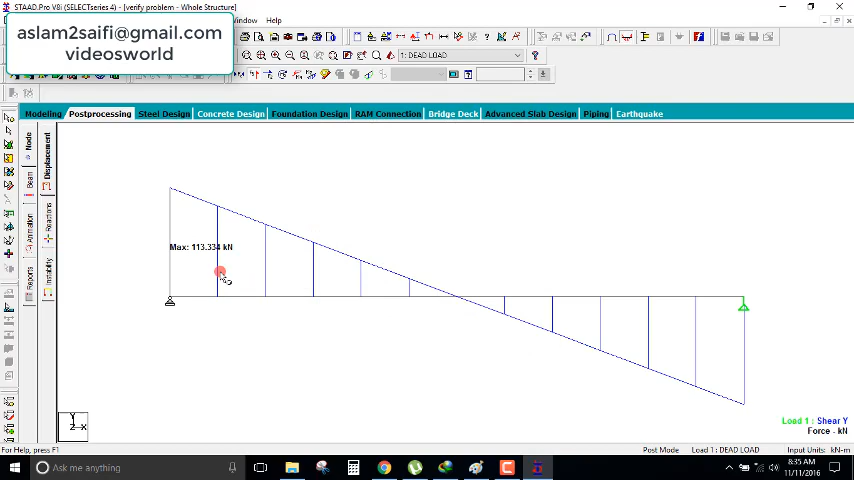 STAAD.Pro V8i (SELECTseries 4) - [verify problem - Whole Structure]
aslam2saifi@gmail.com
videosworld
Window Help
1: DEAD LOAD
Modeling Postprocessing Steel Design Concrete Design Foundation Design RAM Connection Bridge Deck Advanced Slab Design Piping Earthquake
Node
Beam
Animation
Reports
Displacement
Reactions
Instability
Max: 113.334 kN
Y
Z X
Load 1 : Shear Y
Force - kN
For Help, press F1
Post Mode
Load 1 : DEAD LOAD
Input Units: kN-m
Ask me anything
8:35 AM
11/11/2016